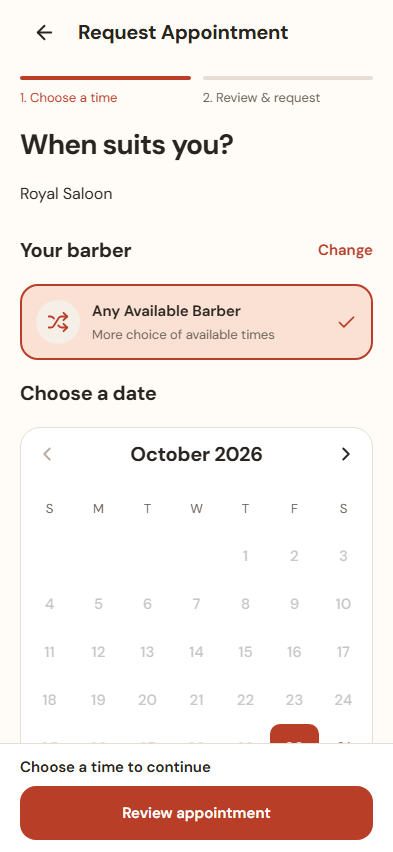 Request Appointment
1. Choose a time 2. Review & request
When suits you?
Royal Saloon
Your barber Change
Any Available Barber
More choice of available times
Choose a date
October 2026
S M T W T F S
1 2 3
4 5 6 7 8 9 10
11 12 13 14 15 16 17
18 19 20 21 22 23 24
Choose a time to continue
Review appointment